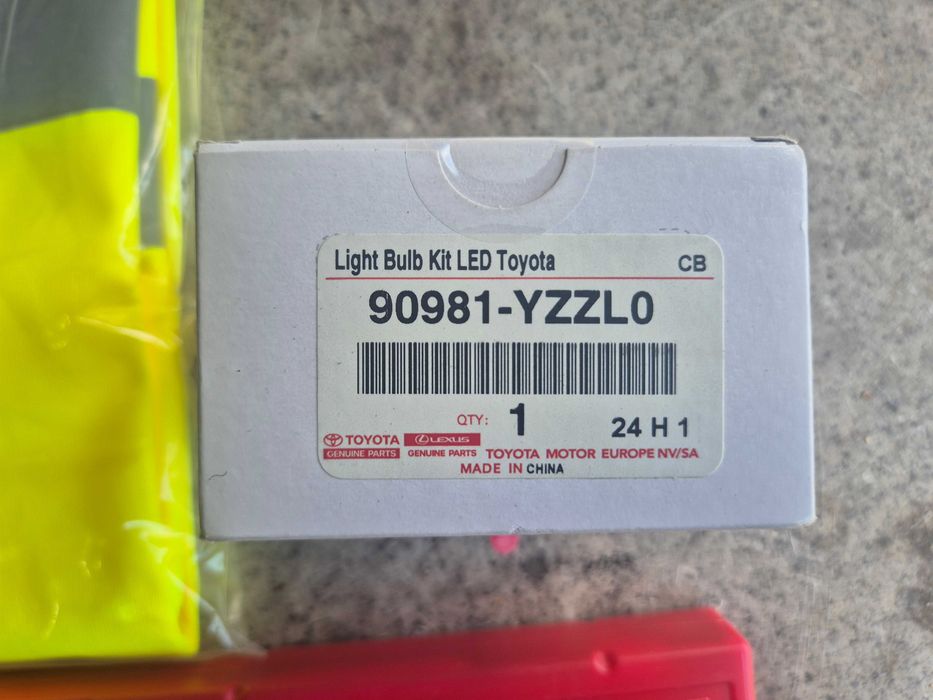 Light Bulb Kit LED Toyota CB
90981-YZZL0
QTY: 1 24 H 1
TOYOTA LEXUS
GENUINE PARTS GENUINE PARTS TOYOTA MOTOR EUROPE NV/SA
MADE IN CHINA